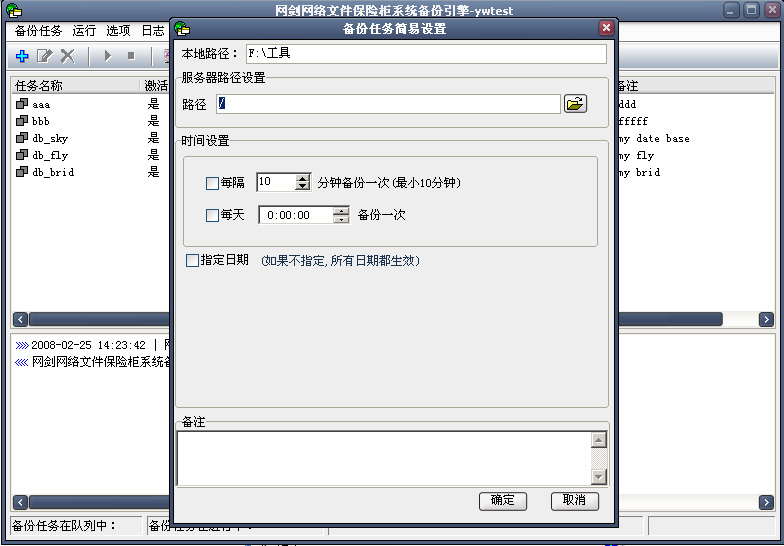 网剑网络文件保险柜系统备份引擎-ywtest
备份任务 运行 选项 日志
备份任务简易设置
本地路径： F:\工具
服务器路径设置
路径 /
时间设置
每隔 10 分钟备份一次(最小10分钟)
每天 0:00:00 备份一次
指定日期 (如果不指定,所有日期都生效)
备注
确定 取消
任务名称 激活 备注
aaa 是 ddd
bbb 是 fffff
db_sky 是 my date base
db_fly 是 my fly
db_brid 是 my brid
2008-02-25 14:23:42 |
网剑网络文件保险柜系统备
备份任务在队列中： 备份任务在进行中：